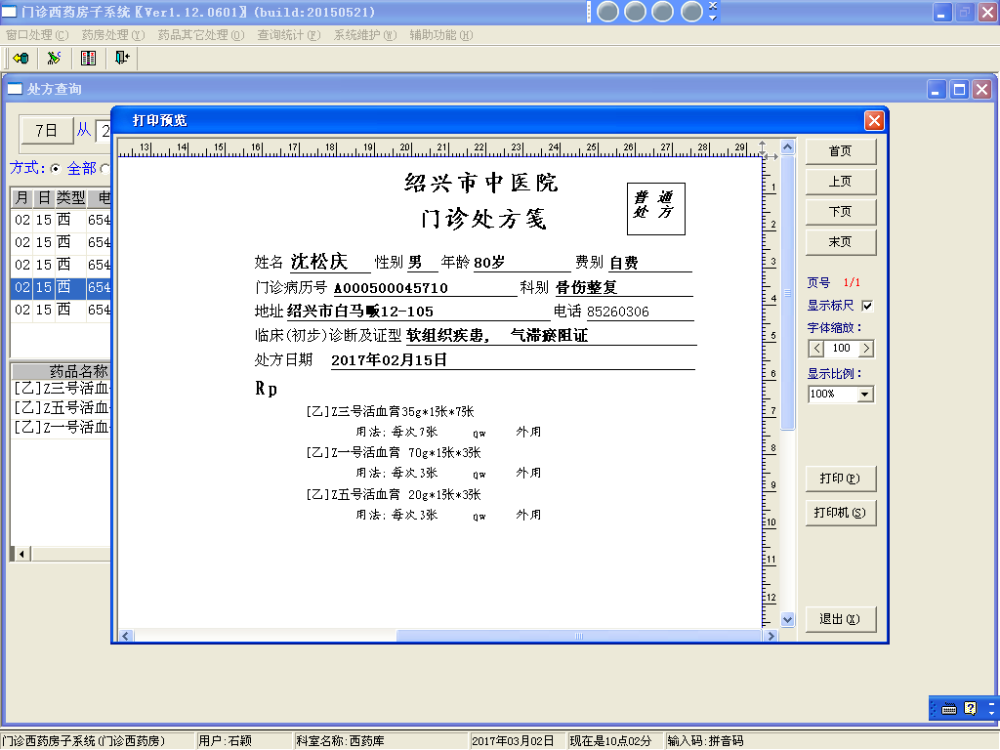 门诊西药房子系统〖Ver1.12.0601〗(build:20150521)
窗口处理(C) 药房处理(Y) 药品其它处理(O) 查询统计(P) 系统维护(W) 辅助功能(H)
处方查询
7日 从 2
方式: 全部
月 日 类型 电
02 15 西 654
02 15 西 654
02 15 西 654
02 15 西 654
02 15 西 654
药品名称
[乙]Z三号活血
[乙]Z五号活血
[乙]Z一号活血
打印预览
13 14 15 16 17 18 19 20 21 22 23 24 25 26 27 28 29
1
2
3
4
5
6
7
8
9
10
11
12
绍兴市中医院
门诊处方笺
普通
处方
姓名 沈松庆 性别 男 年龄 80岁 费别 自费
门诊病历号 A000500045710 科别 骨伤整复
地址 绍兴市白马畈12-105 电话 85260306
临床(初步)诊断及证型 软组织疾患, 气滞瘀阻证
处方日期 2017年02月15日
Rp
[乙]Z三号活血膏35g*1张*7张
用法: 每次7张 qw 外用
[乙]Z一号活血膏 70g*1张*3张
用法: 每次3张 qw 外用
[乙]Z五号活血膏 20g*1张*3张
用法: 每次3张 qw 外用
首页
上页
下页
末页
页号 1/1
显示标尺
字体缩放:
100
显示比例:
100%
打印(P)
打印机(S)
退出(X)
门诊西药房子系统(门诊西药房) 用户:石颖 科室名称:西药库 2017年03月02日 现在是10点02分 输入码:拼音码